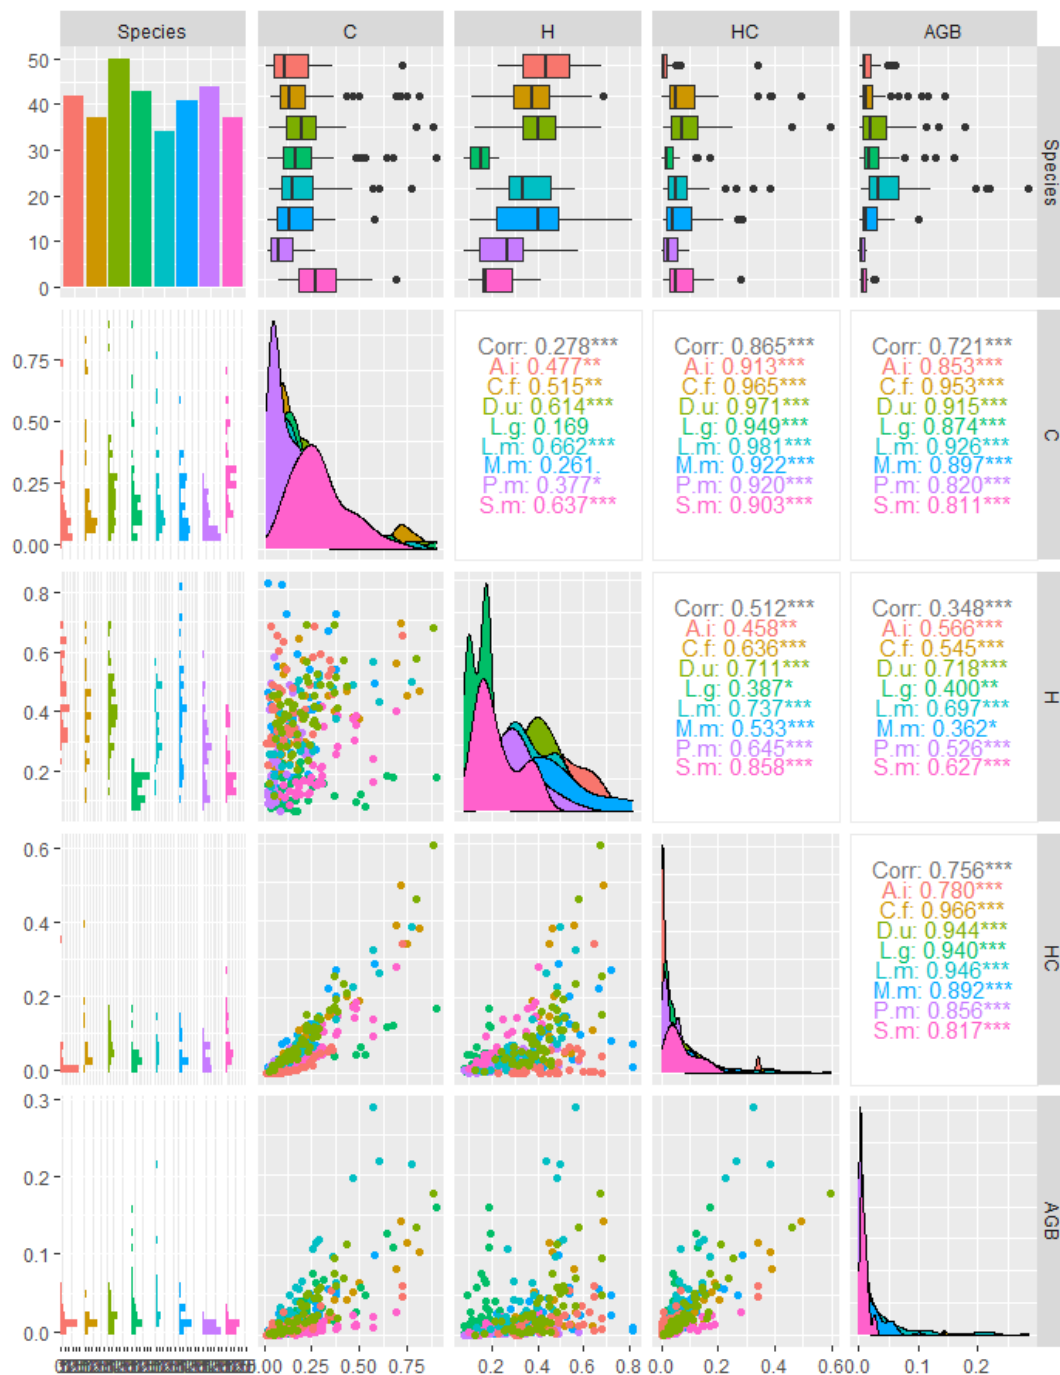 Species
C
H
HC
AGB
50
40
30
20
10
0
Species
0.75
0.50
0.25
0.00
Corr: 0.278***
A.i: 0.477**
C.f: 0.515**
D.u: 0.614***
L.g: 0.169
L.m: 0.662***
M.m: 0.261.
P.m: 0.377*
S.m: 0.637***
Corr: 0.865***
A.i: 0.913***
C.f: 0.965***
D.u: 0.971***
L.g: 0.949***
L.m: 0.981***
M.m: 0.922***
P.m: 0.920***
S.m: 0.903***
Corr: 0.721***
A.i: 0.853***
C.f: 0.953***
D.u: 0.915***
L.g: 0.874***
L.m: 0.926***
M.m: 0.897***
P.m: 0.820***
S.m: 0.811***
C
0.8
0.6
0.4
0.2
Corr: 0.512***
A.i: 0.458**
C.f: 0.636***
D.u: 0.711***
L.g: 0.387*
L.m: 0.737***
M.m: 0.533***
P.m: 0.645***
S.m: 0.858***
Corr: 0.348***
A.i: 0.566***
C.f: 0.545***
D.u: 0.718***
L.g: 0.400**
L.m: 0.697***
M.m: 0.362*
P.m: 0.526***
S.m: 0.627***
H
0.6
0.4
0.2
0.0
Corr: 0.756***
A.i: 0.780***
C.f: 0.966***
D.u: 0.944***
L.g: 0.940***
L.m: 0.946***
M.m: 0.892***
P.m: 0.856***
S.m: 0.817***
HC
0.3
0.2
0.1
0.0
AGB
0.00 0.25 0.50 0.75
0.2 0.4 0.6 0.8
0.0 0.2 0.4 0.6
0.0 0.1 0.2